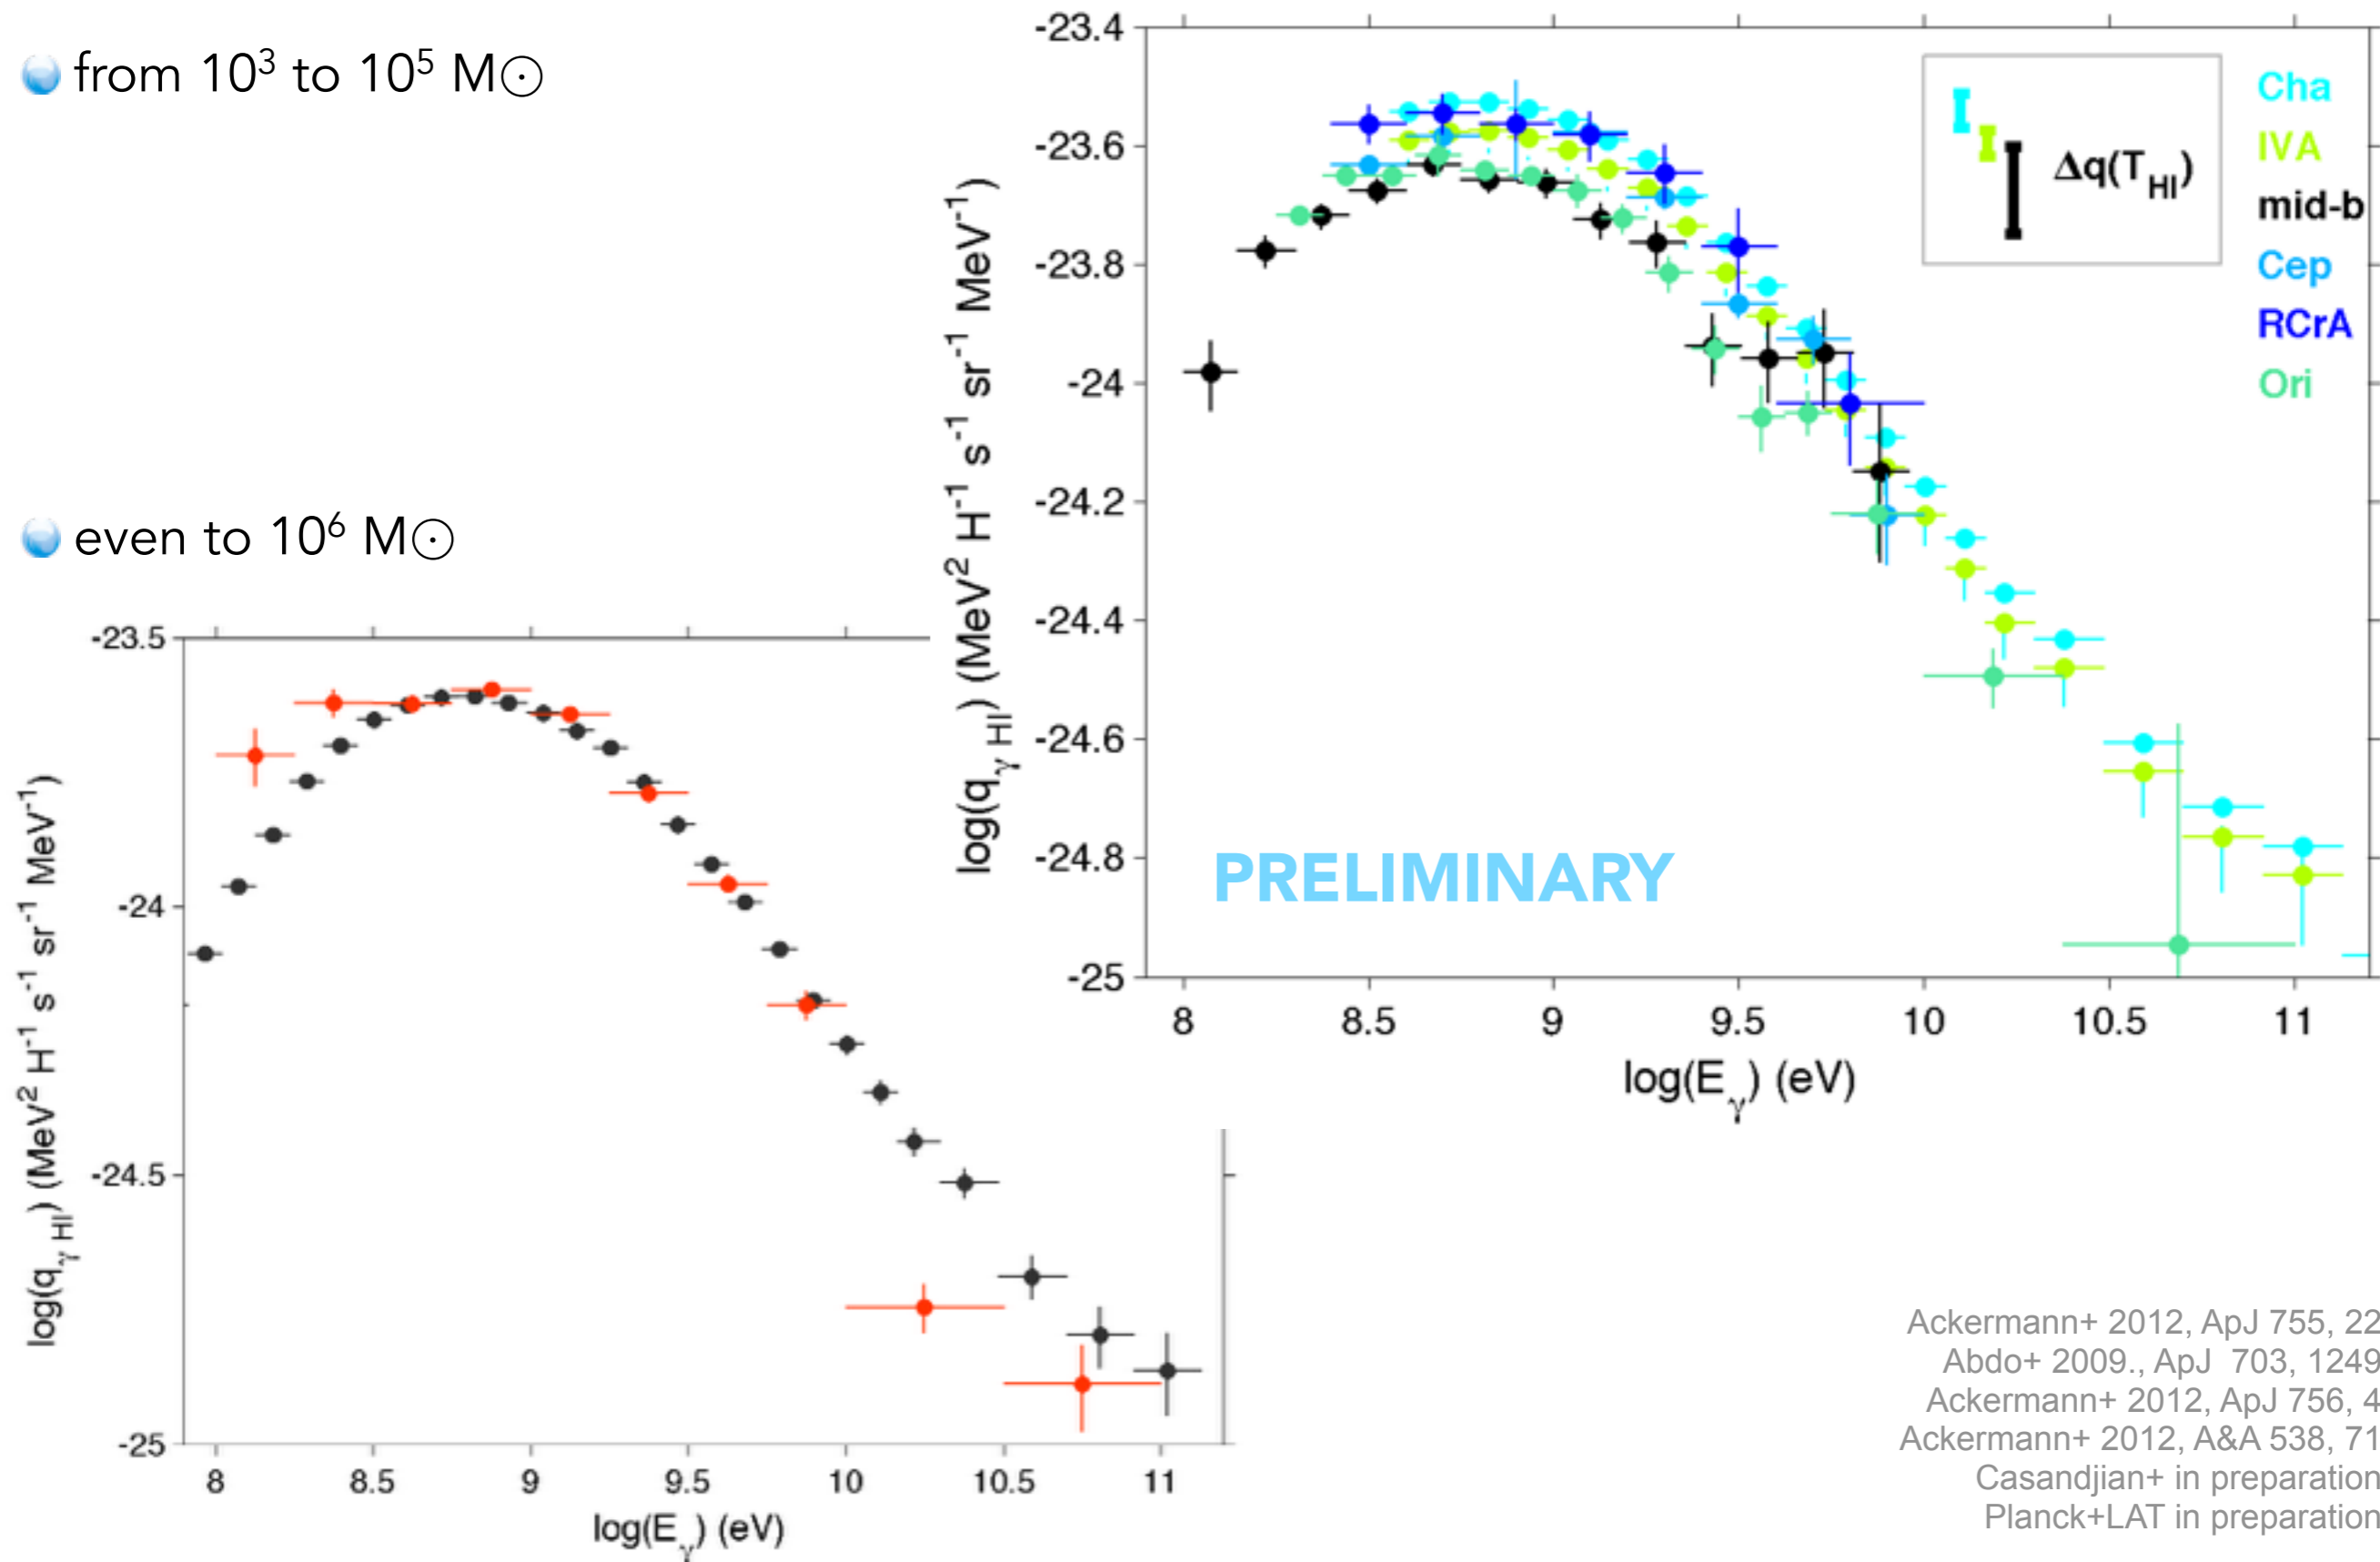 from 10³ to 10⁵ M☉
even to 10⁶ M☉
-23.4
-23.6
-23.8
-24
-24.2
-24.4
-24.6
-24.8
-25
log(q_γ HI) (MeV² H⁻¹ s⁻¹ sr⁻¹ MeV⁻¹)
Δq(T_HI)
Cha
IVA
mid-b
Cep
RCrA
Ori
PRELIMINARY
8 8.5 9 9.5 10 10.5 11
log(E_γ) (eV)
-23.5
-24
-24.5
-25
log(q_γ HI) (MeV² H⁻¹ s⁻¹ sr⁻¹ MeV⁻¹)
8 8.5 9 9.5 10 10.5 11
log(E_γ) (eV)
Ackermann+ 2012, ApJ 755, 22
Abdo+ 2009., ApJ 703, 1249
Ackermann+ 2012, ApJ 756, 4
Ackermann+ 2012, A&A 538, 71
Casandjian+ in preparation
Planck+LAT in preparation